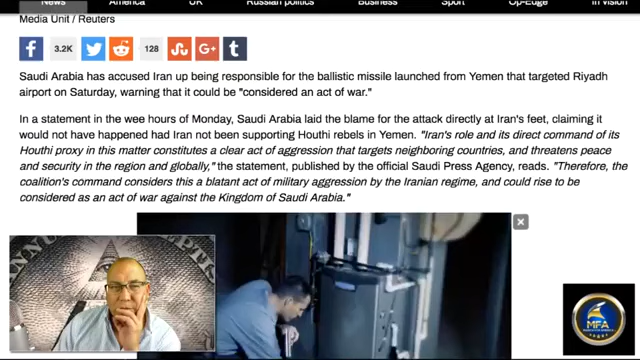 News America UK Russian politics Business Sport Op-Edge In vision
Media Unit / Reuters
3.2K 128
Saudi Arabia has accused Iran up being responsible for the ballistic missile launched from Yemen that targeted Riyadh
airport on Saturday, warning that it could be "considered an act of war."
In a statement in the wee hours of Monday, Saudi Arabia laid the blame for the attack directly at Iran's feet, claiming it
would not have happened had Iran not been supporting Houthi rebels in Yemen. "Iran's role and its direct command of its
Houthi proxy in this matter constitutes a clear act of aggression that targets neighboring countries, and threatens peace
and security in the region and globally," the statement, published by the official Saudi Press Agency, reads. "Therefore, the
coalition's command considers this a blatant act of military aggression by the Iranian regime, and could rise to be
considered as an act of war against the Kingdom of Saudi Arabia."
ANNUIT CŒPTIS
MFA